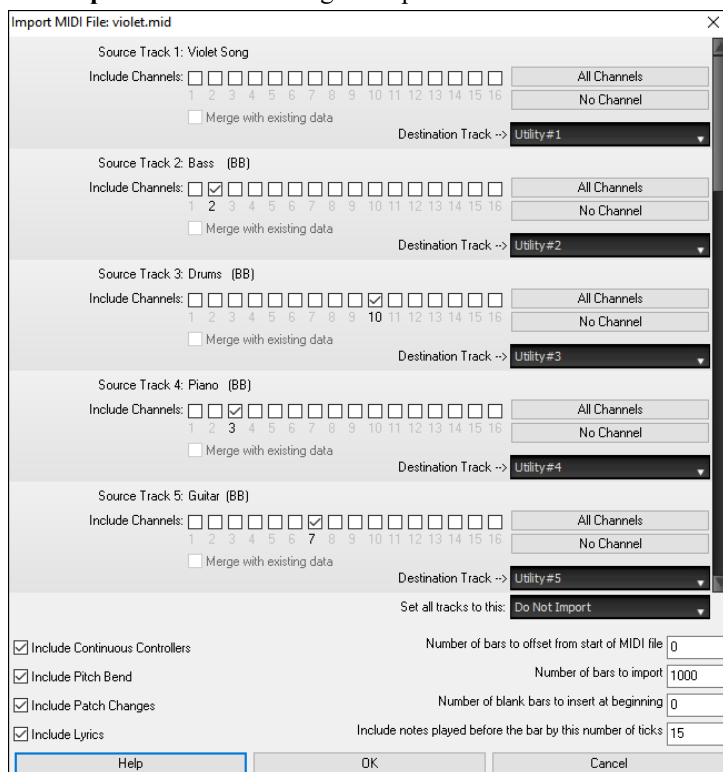 Import MIDI File: violet.mid
Source Track 1: Violet Song
Include Channels:
All Channels
1 2 3 4 5 6 7 8 9 10 11 12 13 14 15 16
No Channel
Merge with existing data
Destination Track --> Utility #1
Source Track 2: Bass (BB)
Include Channels:
All Channels
1 2 3 4 5 6 7 8 9 10 11 12 13 14 15 16
No Channel
Merge with existing data
Destination Track --> Utility #2
Source Track 3: Drums (BB)
Include Channels:
All Channels
1 2 3 4 5 6 7 8 9 10 11 12 13 14 15 16
No Channel
Merge with existing data
Destination Track --> Utility #3
Source Track 4: Piano (BB)
Include Channels:
All Channels
1 2 3 4 5 6 7 8 9 10 11 12 13 14 15 16
No Channel
Merge with existing data
Destination Track --> Utility #4
Source Track 5: Guitar (BB)
Include Channels:
All Channels
1 2 3 4 5 6 7 8 9 10 11 12 13 14 15 16
No Channel
Merge with existing data
Destination Track --> Utility #5
Set all tracks to this: Do Not Import
Include Continuous Controllers
Number of bars to offset from start of MIDI file 0
Include Pitch Bend
Number of bars to import 1000
Include Patch Changes
Number of blank bars to insert at beginning 0
Include Lyrics
Include notes played before the bar by this number of ticks 15
Help OK Cancel